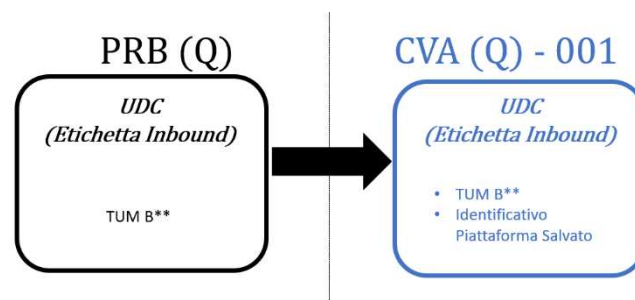 PRB (Q)
UDC
(Etichetta Inbound)
TUM B**
CVA (Q) - 001
UDC
(Etichetta Inbound)
• TUM B**
• Identificativo
Piattaforma Salvato